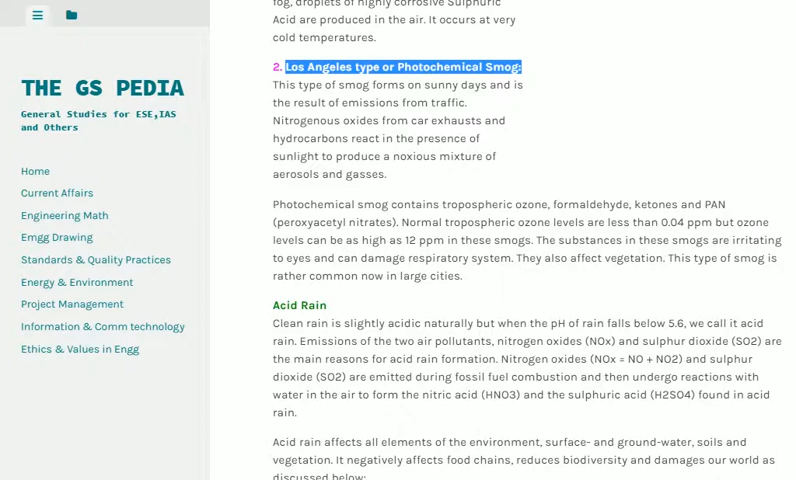 THE GS PEDIA
General Studies for ESE,IAS
and Others
Home
Current Affairs
Engineering Math
Emgg Drawing
Standards & Quality Practices
Energy & Environment
Project Management
Information & Comm technology
Ethics & Values in Engg
fog, droplets of highly corrosive Sulphuric
Acid are produced in the air. It occurs at very
cold temperatures.
2. Los Angeles type or Photochemical Smog:
This type of smog forms on sunny days and is
the result of emissions from traffic.
Nitrogenous oxides from car exhausts and
hydrocarbons react in the presence of
sunlight to produce a noxious mixture of
aerosols and gasses.
Photochemical smog contains tropospheric ozone, formaldehyde, ketones and PAN
(peroxyacetyl nitrates). Normal tropospheric ozone levels are less than 0.04 ppm but ozone
levels can be as high as 12 ppm in these smogs. The substances in these smogs are irritating
to eyes and can damage respiratory system. They also affect vegetation. This type of smog is
rather common now in large cities.
Acid Rain
Clean rain is slightly acidic naturally but when the pH of rain falls below 5.6, we call it acid
rain. Emissions of the two air pollutants, nitrogen oxides (NOx) and sulphur dioxide (SO2) are
the main reasons for acid rain formation. Nitrogen oxides (NOx = NO + NO2) and sulphur
dioxide (SO2) are emitted during fossil fuel combustion and then undergo reactions with
water in the air to form the nitric acid (HNO3) and the sulphuric acid (H2SO4) found in acid
rain.
Acid rain affects all elements of the environment, surface- and ground-water, soils and
vegetation. It negatively affects food chains, reduces biodiversity and damages our world as
discussed below: